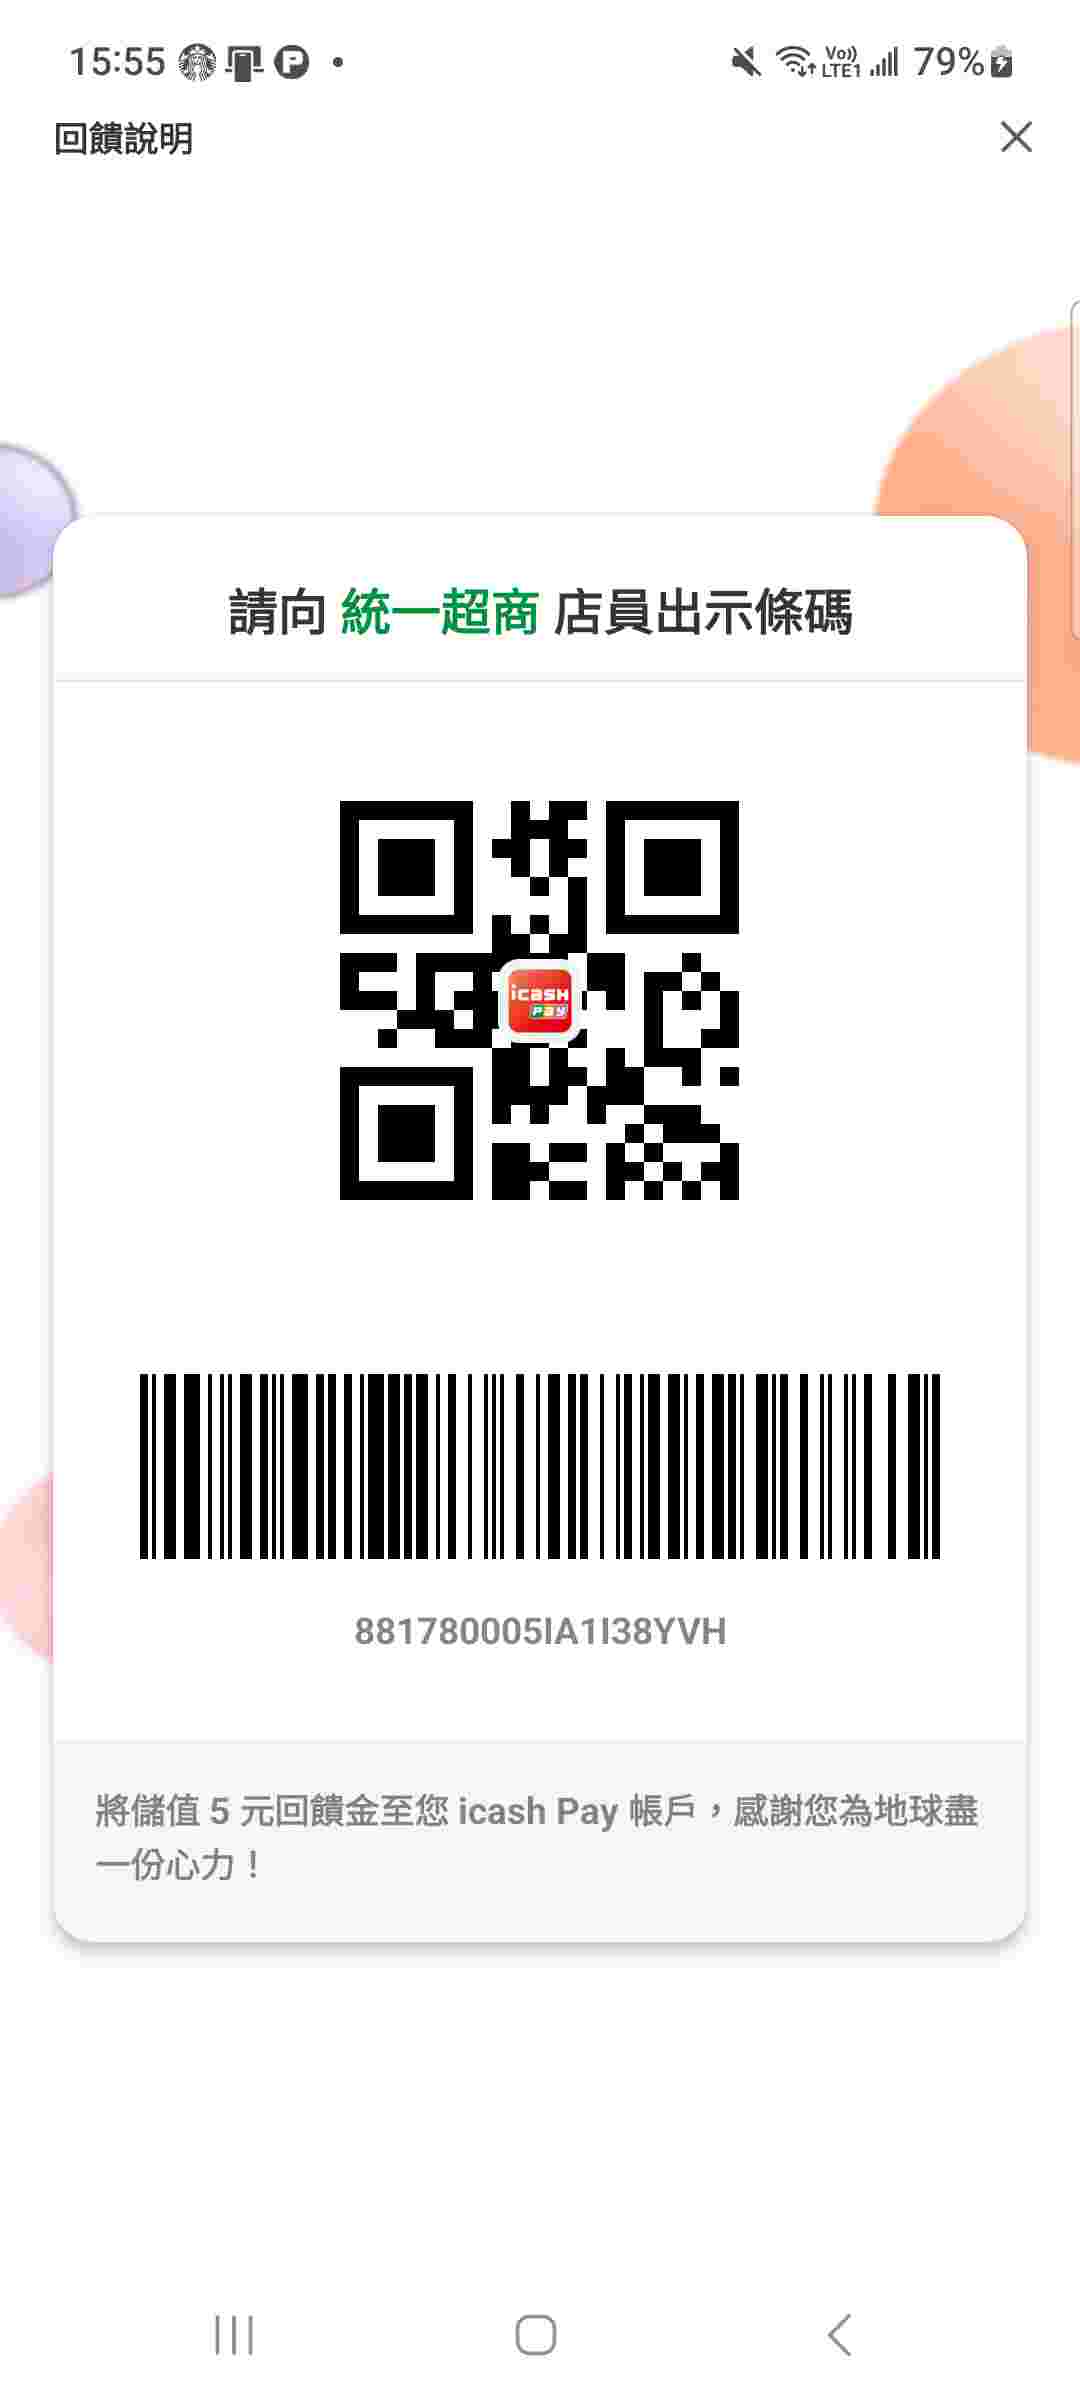 15:55
Vo))
LTE1
79%
回饋說明
請向 統一超商 店員出示條碼
icash
Pay
881780005IA1I38YVH
將儲值 5 元回饋金至您 icash Pay 帳戶，感謝您為地球盡
一份心力！